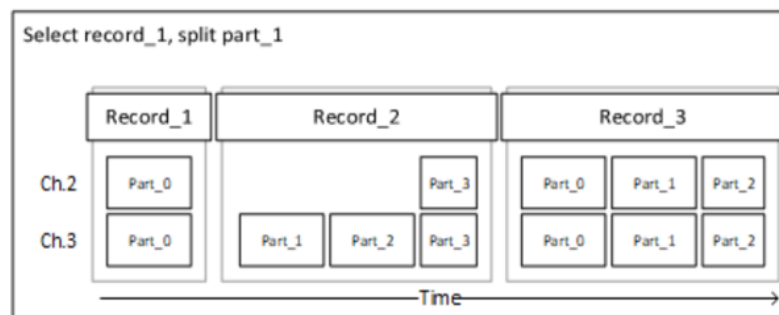 Select record_1, split part_1
Record_1 Record_2 Record_3
Ch.2 Part_0 Part_3 Part_0 Part_1 Part_2
Ch.3 Part_0 Part_1 Part_2 Part_3 Part_0 Part_1 Part_2
Time